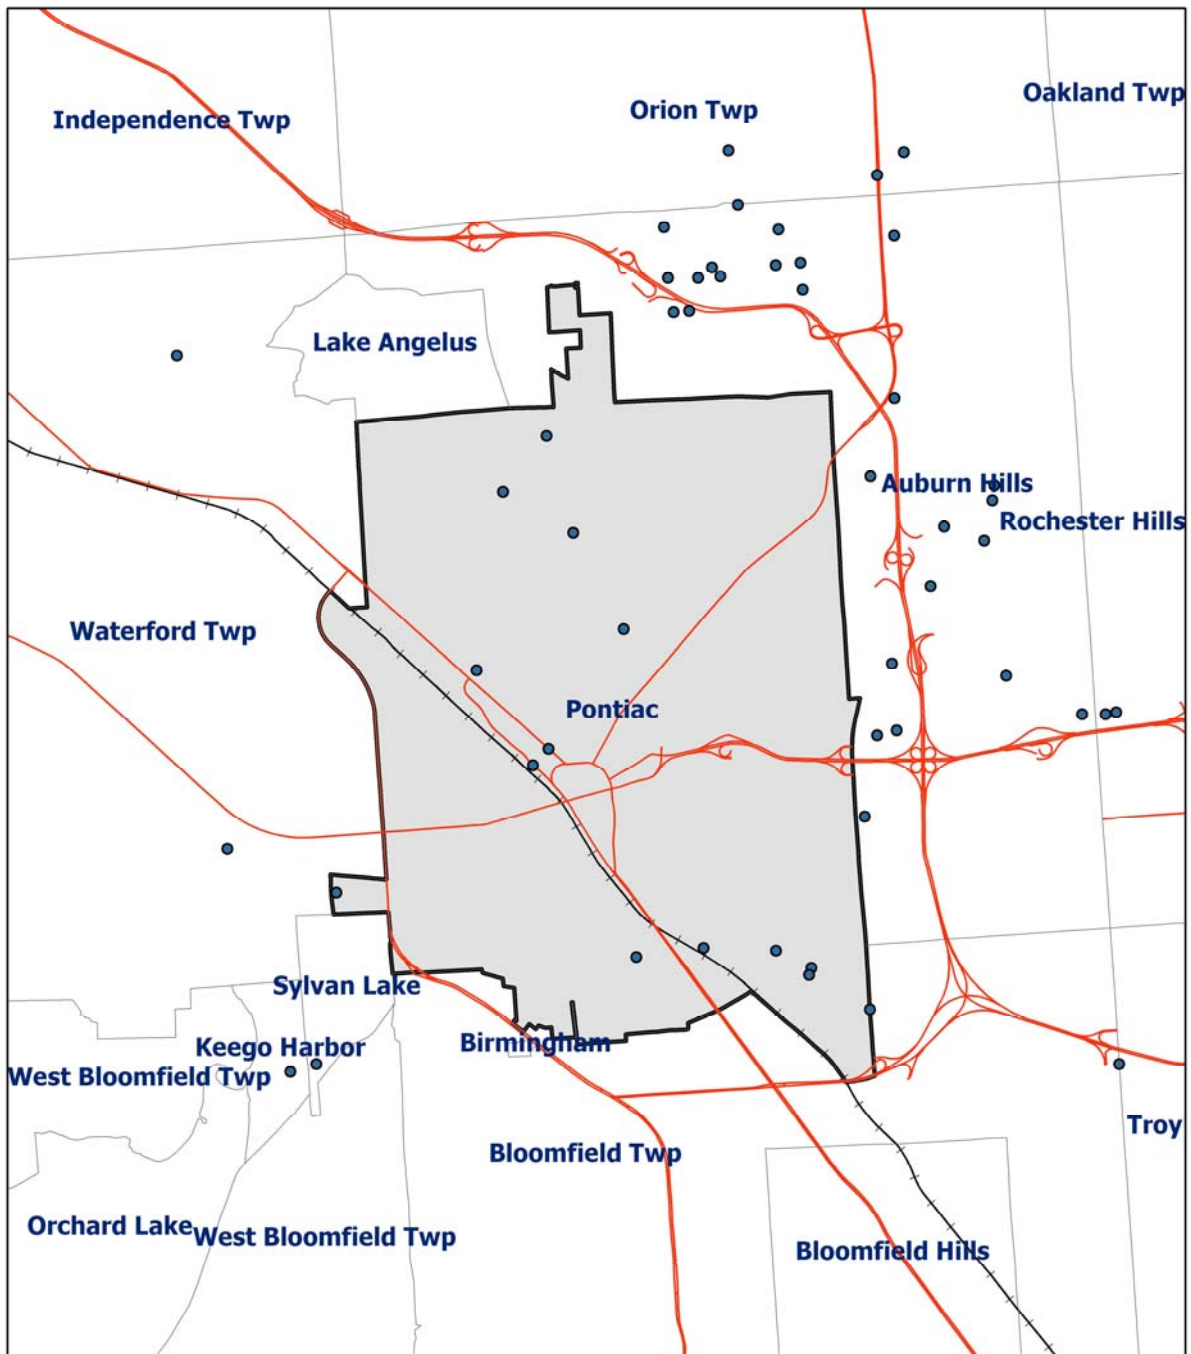 Oakland Twp
Orion Twp
Independence Twp
Lake Angelus
Auburn Hills
Rochester Hills
Waterford Twp
Pontiac
Sylvan Lake
Birmingham
Keego Harbor
West Bloomfield Twp
Troy
Bloomfield Twp
Orchard Lake
West Bloomfield Twp
Bloomfield Hills